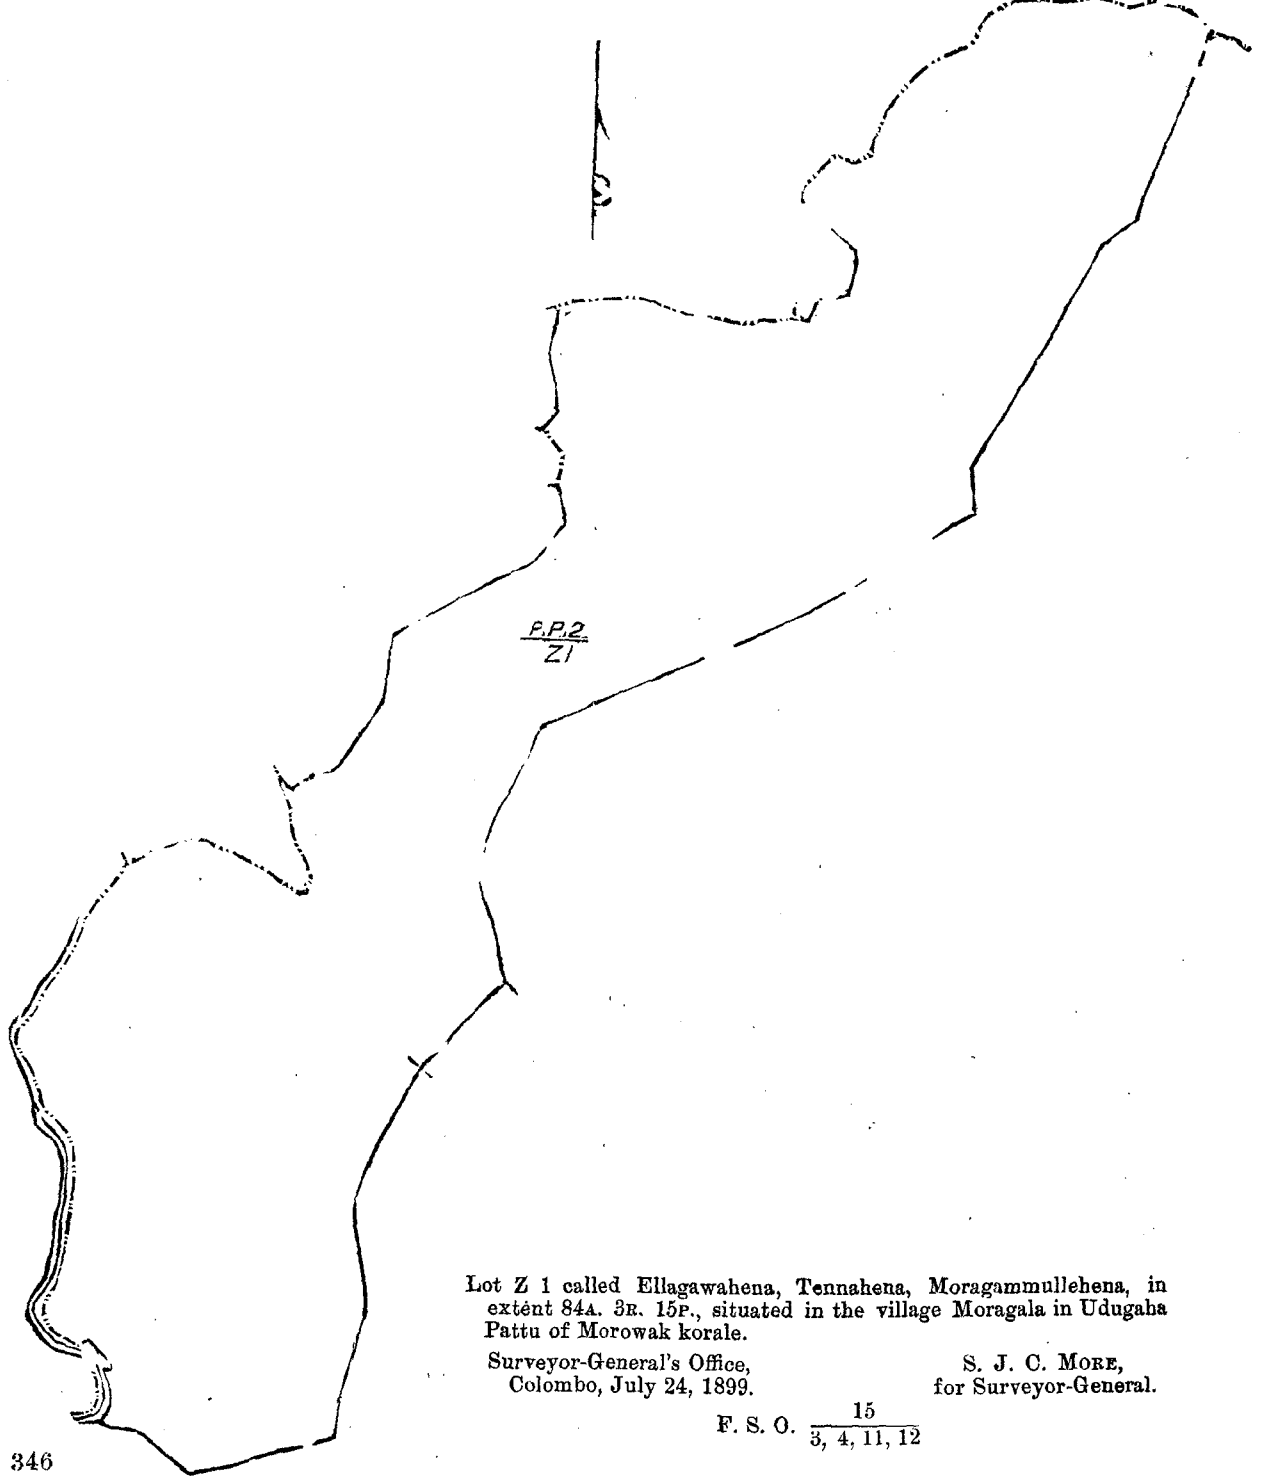 P.P.2
Z1
Lot Z 1 called Ellagawahena, Tennahena, Moragammullehena, in
extent 84A. 3R. 15P., situated in the village Moragala in Udugaha
Pattu of Morowak korale.
Surveyor-General's Office,
Colombo, July 24, 1899.
S. J. C. MORE,
for Surveyor-General.
F. S. O. 15
3, 4, 11, 12
346